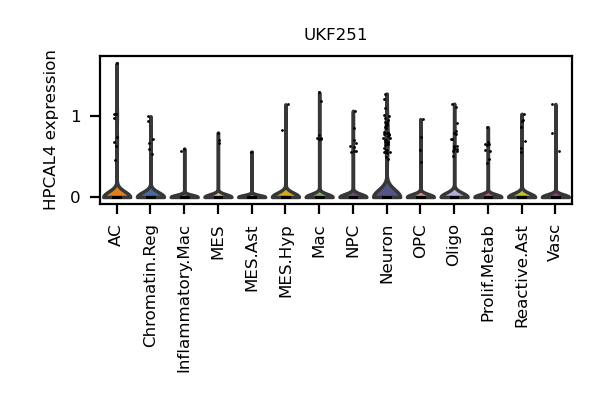 UKF251
HPCAL4 expression
1
0
AC
Chromatin.Reg
Inflammatory.Mac
MES
MES.Ast
MES.Hyp
Mac
NPC
Neuron
OPC
Oligo
Prolif.Metab
Reactive.Ast
Vasc